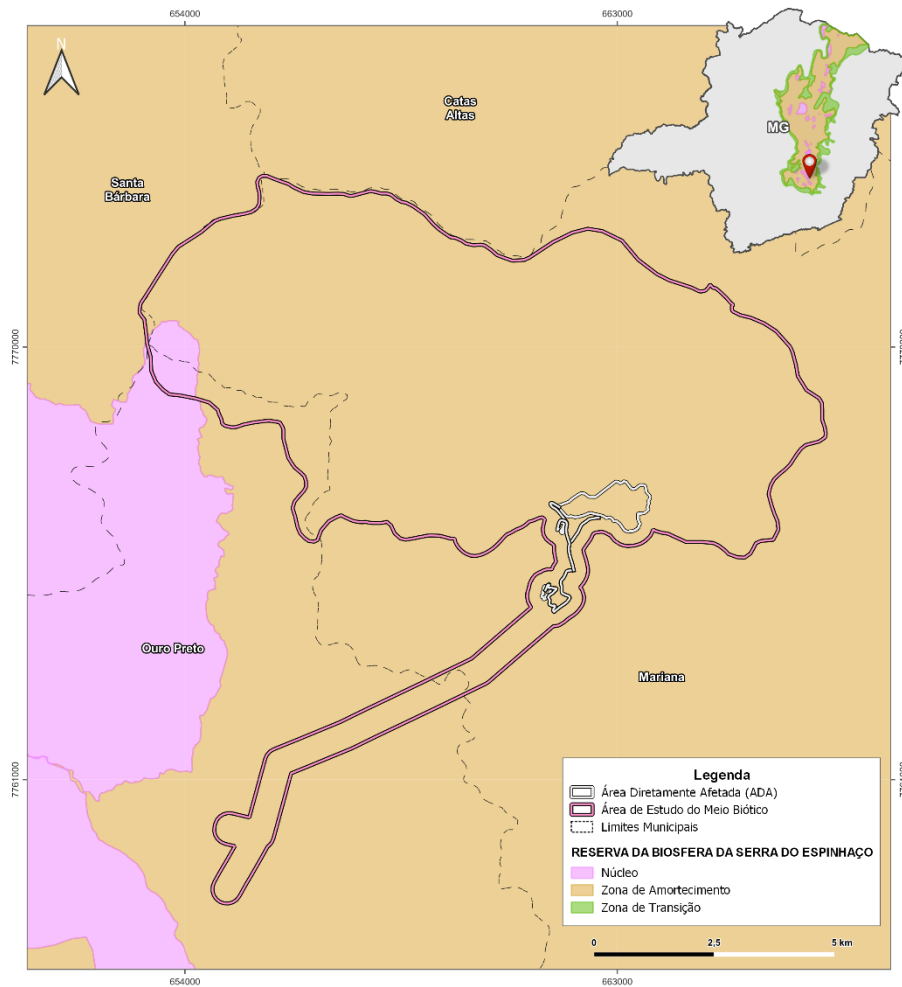 654000
663000
N
Catas
Altas
MG
Santa
Bárbara
7770000
7770000
Ouro Preto
Mariana
7761000
7761000
Legenda
Área Diretamente Afetada (ADA)
Área de Estudo do Meio Biótico
Limites Municipais
RESERVA DA BIOSFERA DA SERRA DO ESPINHAÇO
Núcleo
Zona de Amortecimento
Zona de Transição
0
2,5
5 km
654000
663000